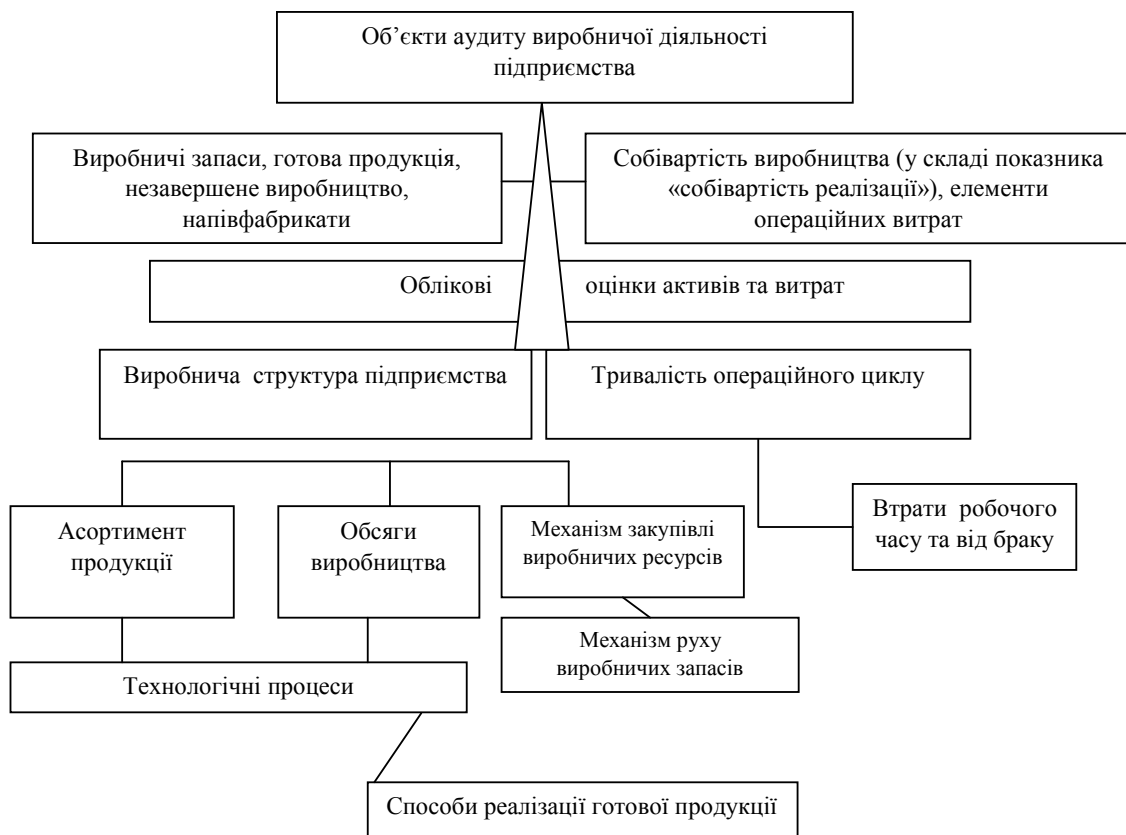 Об’єкти аудиту виробничої діяльності
підприємства
Виробничі запаси, готова продукція,
незавершене виробництво,
напівфабрикати
Собівартість виробництва (у складі показника
«собівартість реалізації»), елементи
операційних витрат
Облікові оцінки активів та витрат
Виробнича структура підприємства
Тривалість операційного циклу
Асортимент
продукції
Обсяги
виробництва
Механізм закупівлі
виробничих ресурсів
Втрати робочого
часу та від браку
Механізм руху
виробничих запасів
Технологічні процеси
Способи реалізації готової продукції